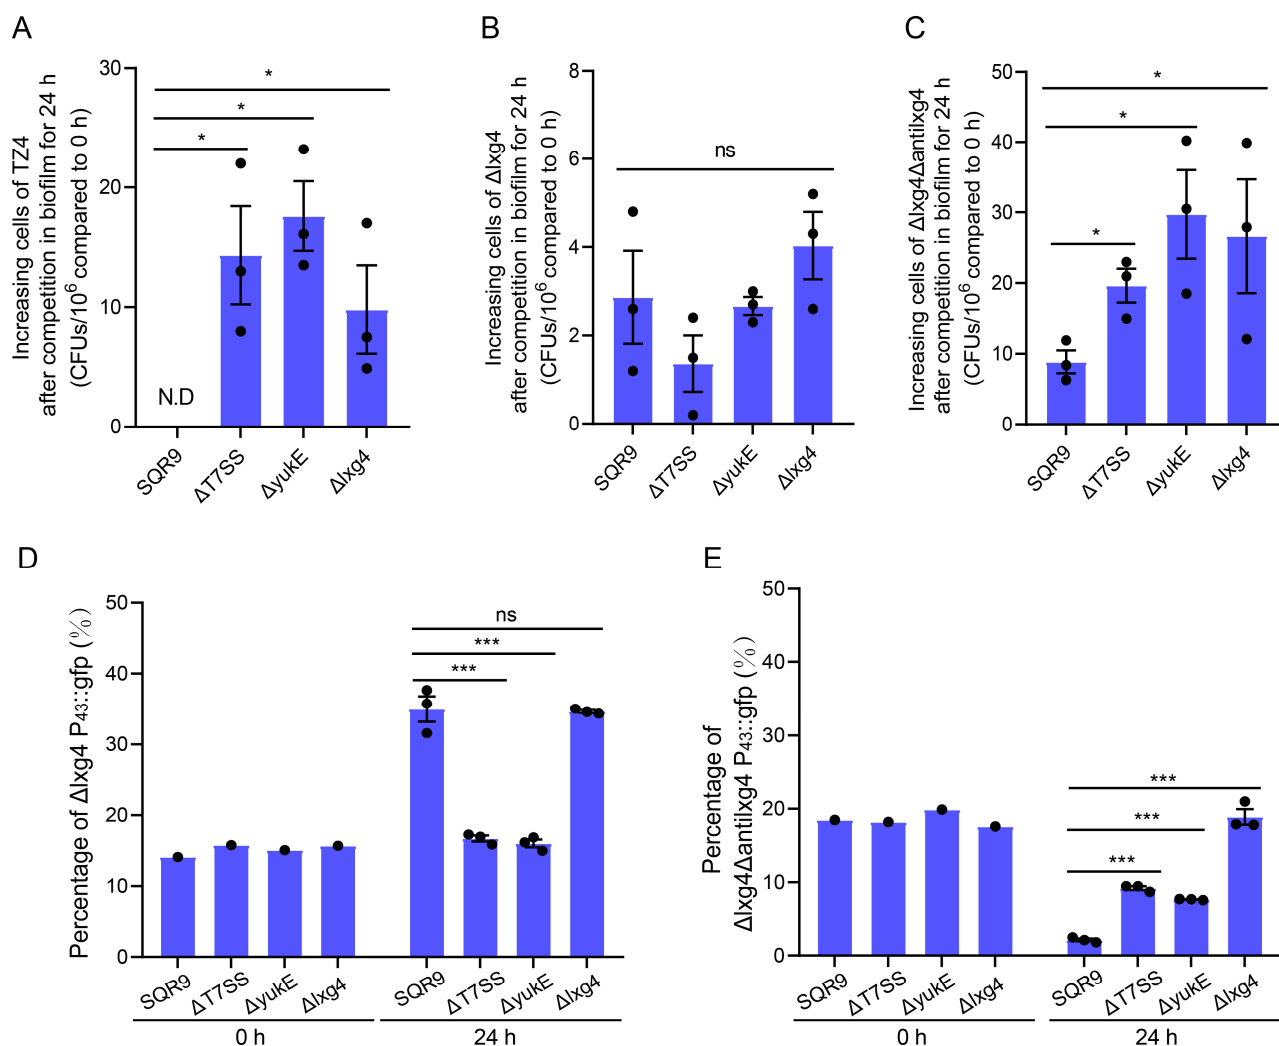 A
Increasing cells of TZ4
after competition in biofilm for 24 h
(CFUs/10⁶ compared to 0 h)
30
20
10
0
*
*
*
N.D
SQR9
ΔT7SS
ΔyukE
Δlxg4
B
Increasing cells of Δlxg4
after competition in biofilm for 24 h
(CFUs/10⁶ compared to 0 h)
8
6
4
2
0
ns
SQR9
ΔT7SS
ΔyukE
Δlxg4
C
Increasing cells of Δlxg4Δantilxg4
after competition in biofilm for 24 h
(CFUs/10⁶ compared to 0 h)
50
40
30
20
10
0
*
*
*
SQR9
ΔT7SS
ΔyukE
Δlxg4
D
Percentage of Δlxg4 P₄₃::gfp (%)
50
40
30
20
10
0
ns
***
***
SQR9
ΔT7SS
ΔyukE
Δlxg4
SQR9
ΔT7SS
ΔyukE
Δlxg4
0 h
24 h
E
Percentage of
Δlxg4Δantilxg4 P₄₃::gfp (%)
50
40
30
20
10
0
***
***
***
SQR9
ΔT7SS
ΔyukE
Δlxg4
SQR9
ΔT7SS
ΔyukE
Δlxg4
0 h
24 h